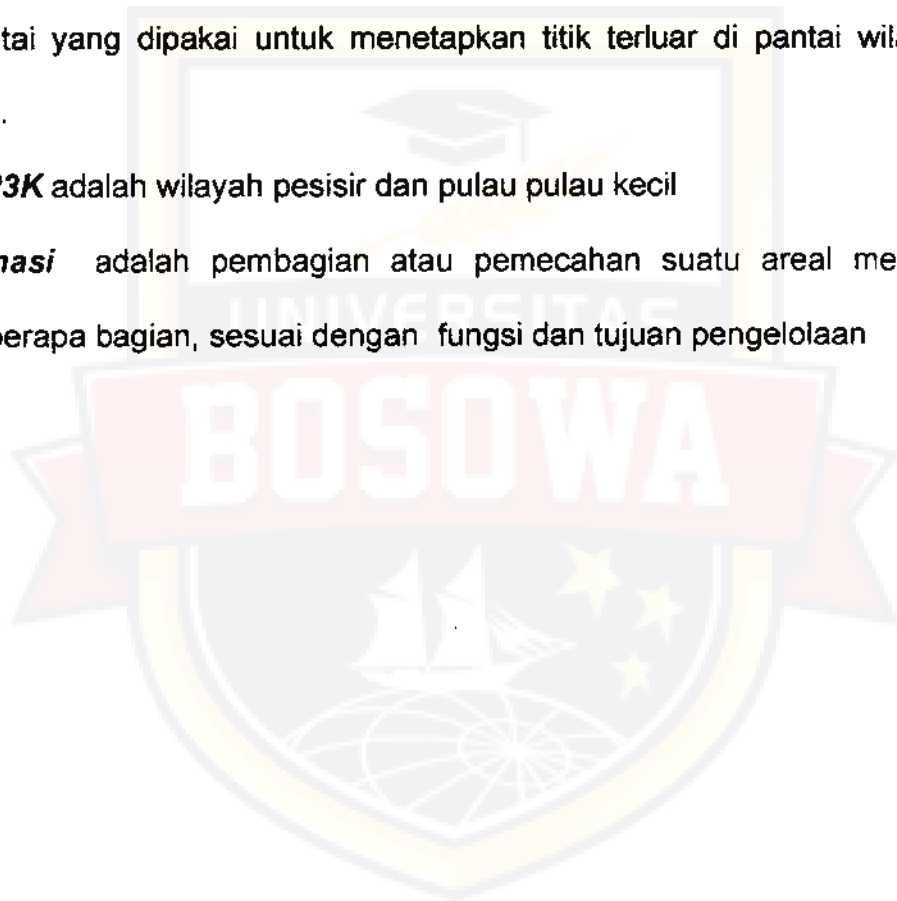 tai yang dipakai untuk menetapkan titik terluar di pantai wil
.
3K adalah wilayah pesisir dan pulau pulau kecil
nasi adalah pembagian atau pemecahan suatu areal me
UNIVERSITAS
erapa bagian, sesuai dengan fungsi dan tujuan pengelolaan
BOSOWA